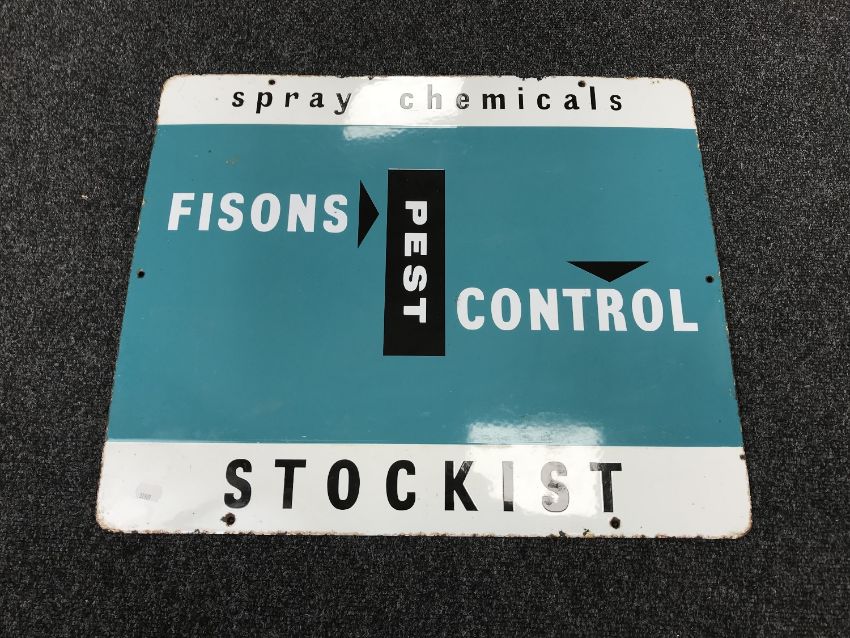 spray chemicals
FISONS
PEST
CONTROL
STOCKIST